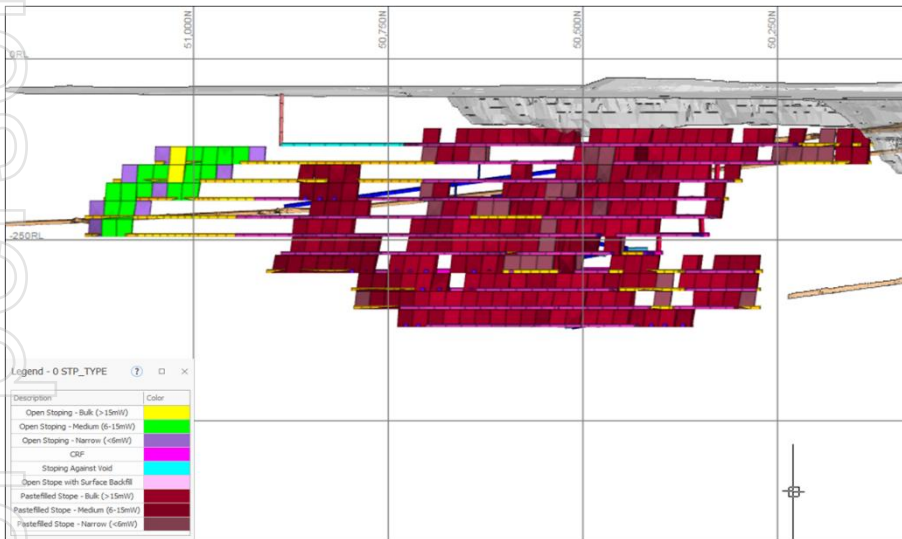 51,000N
50,750N
50,500N
50,250N
0RL
-250RL
Legend - 0 STP_TYPE
Description Color
Open Stoping - Bulk (>15mW)
Open Stoping - Medium (6-15mW)
Open Stoping - Narrow (<6mW)
CRF
Stoping Against Void
Open Stope with Surface Backfill
Pastefilled Stope - Bulk (>15mW)
Pastefilled Stope - Medium (6-15mW)
Pastefilled Stope - Narrow (<6mW)